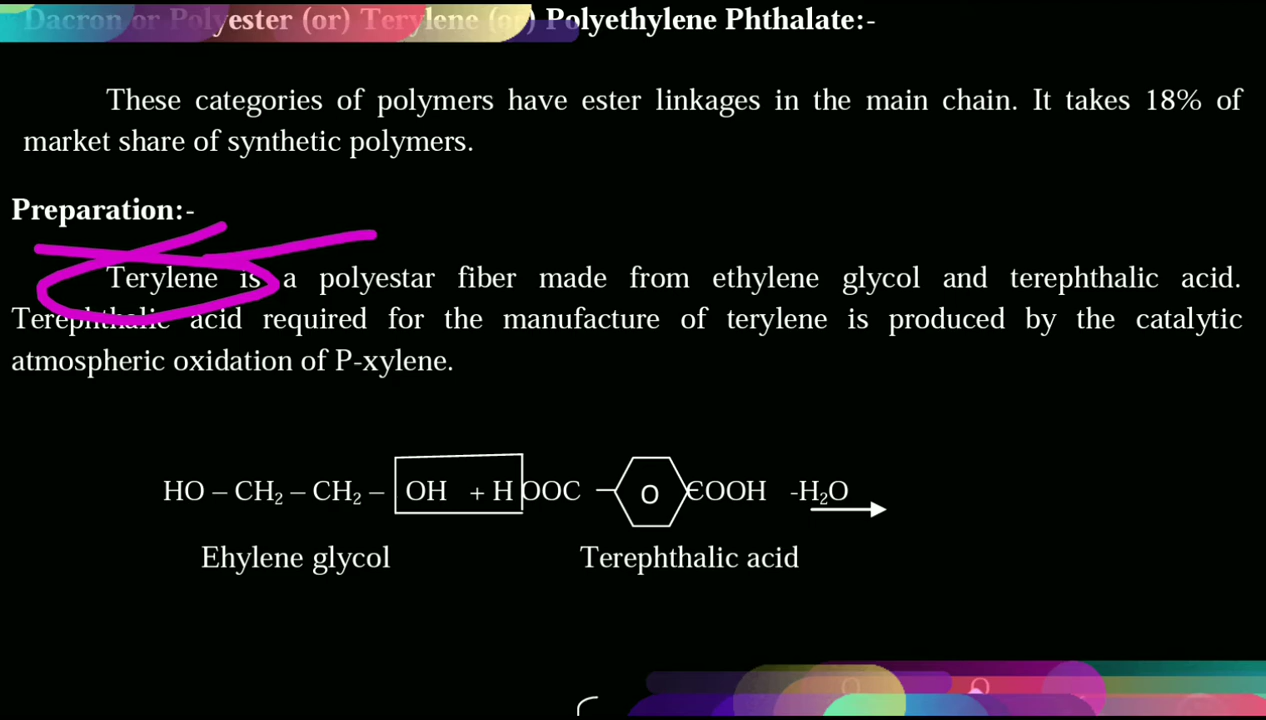 Dacron or Polyester (or) Terylene (or) Polyethylene Phthalate:-
These categories of polymers have ester linkages in the main chain. It takes 18% of
market share of synthetic polymers.
Preparation:-
Terylene is a polyestar fiber made from ethylene glycol and terephthalic acid.
Terephthalic acid required for the manufacture of terylene is produced by the catalytic
atmospheric oxidation of P-xylene.
HO – CH₂ – CH₂ – OH + H OOC – O COOH -H₂O
Ehylene glycol Terephthalic acid
O O